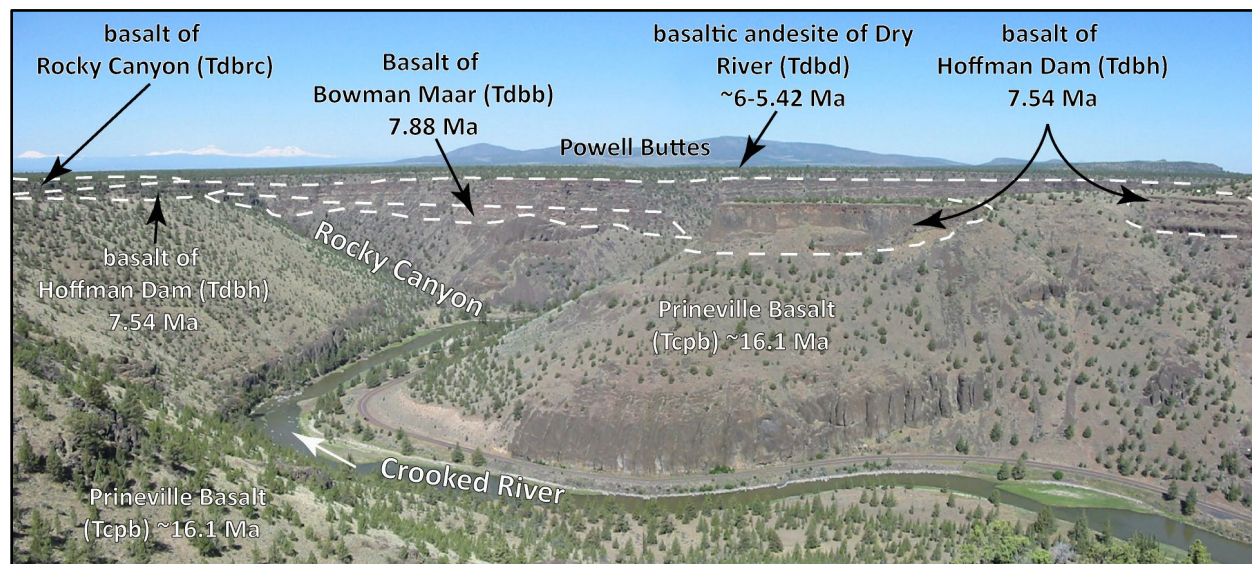 basalt of
Rocky Canyon (Tdbrc)
Basalt of
Bowman Maar (Tdbb)
7.88 Ma
basaltic andesite of Dry
River (Tdbd)
~6-5.42 Ma
basalt of
Hoffman Dam (Tdbh)
7.54 Ma
Powell Buttes
basalt of
Hoffman Dam (Tdbh)
7.54 Ma
Rocky Canyon
Prineville Basalt
(Tcpb) ~16.1 Ma
Crooked River
Prineville Basalt
(Tcpb) ~16.1 Ma